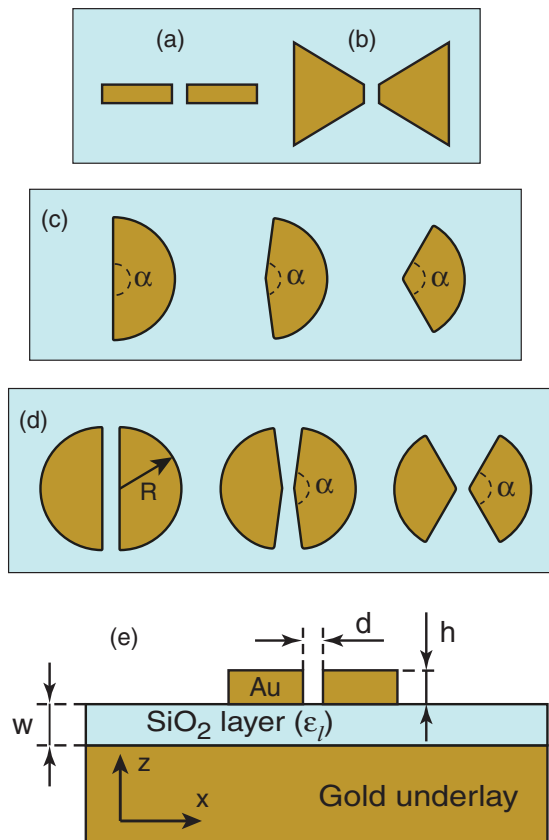 (a)
(b)
(c)
α
α
α
(d)
R
α
α
(e)
d
h
Au
w
SiO₂ layer (εₗ)
z
x
Gold underlay